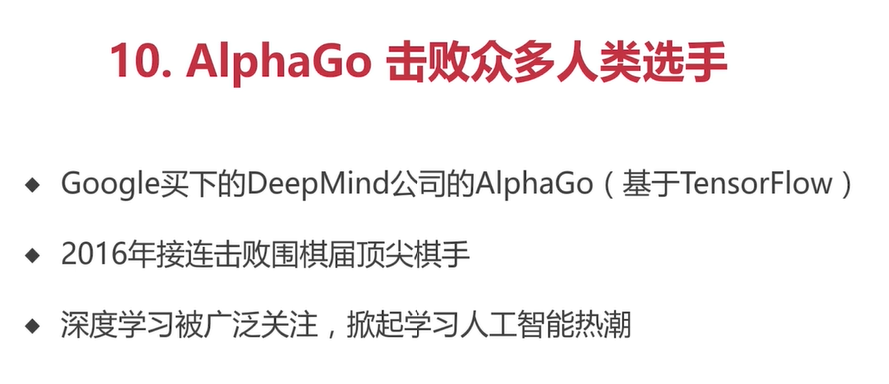 10. AlphaGo 击败众多人类选手
◆ Google买下的DeepMind公司的AlphaGo（基于TensorFlow）
◆ 2016年接连击败围棋届顶尖棋手
◆ 深度学习被广泛关注，掀起学习人工智能热潮